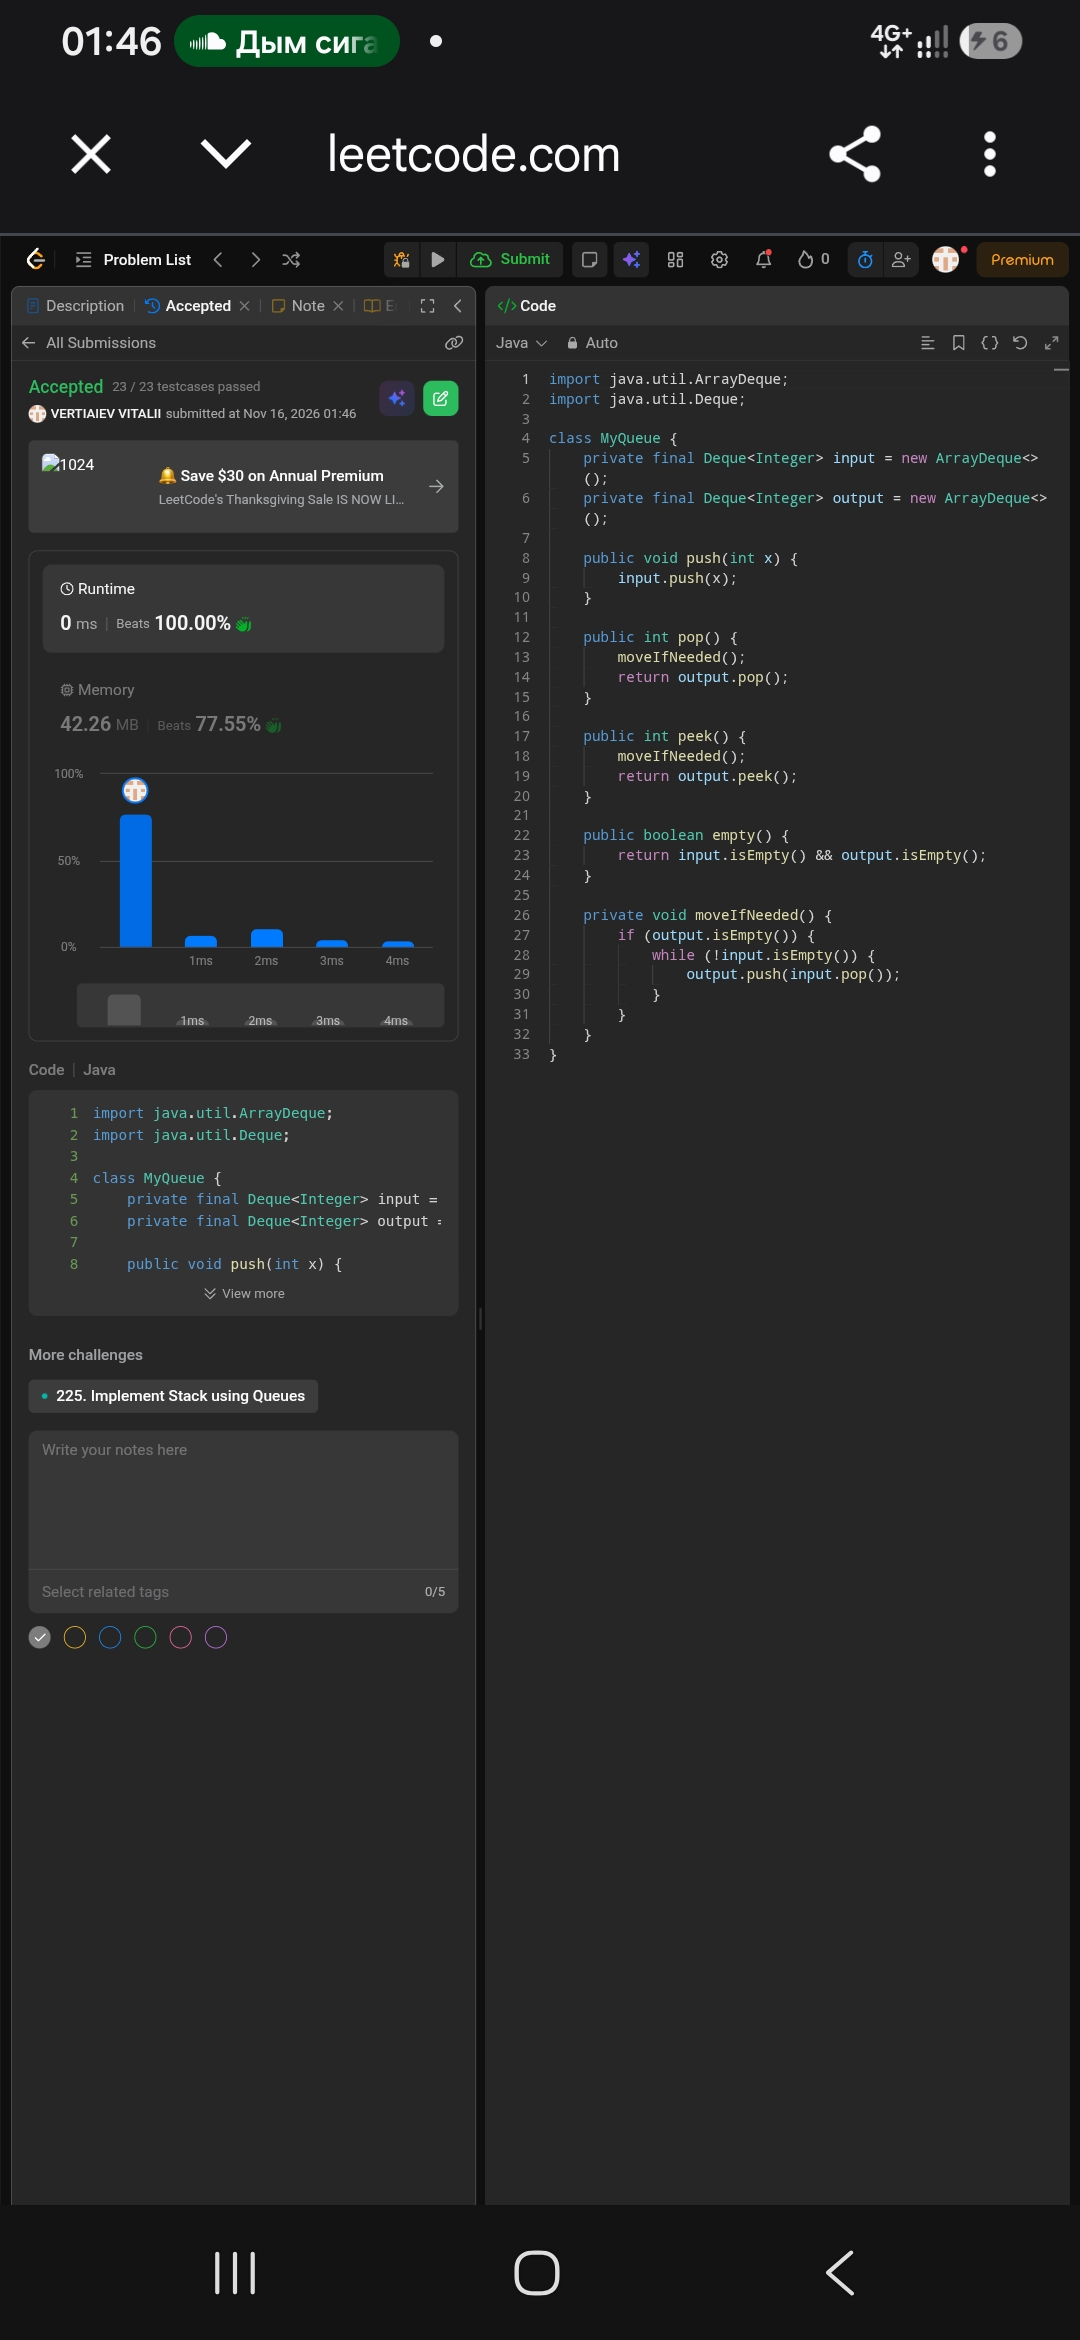 01:46 Дым сига 4G+ 6
leetcode.com
Problem List Submit 0 Premium
Description Accepted Note E
All Submissions
Accepted 23 / 23 testcases passed
VERTIAIEV VITALII submitted at Nov 16, 2026 01:46
1024
🔔 Save $30 on Annual Premium
LeetCode's Thanksgiving Sale IS NOW LI...
Runtime
0 ms | Beats 100.00%
Memory
42.26 MB | Beats 77.55%
100%
50%
0%
1ms 2ms 3ms 4ms
1ms 2ms 3ms 4ms
Code | Java
1 import java.util.ArrayDeque;
2 import java.util.Deque;
3
4 class MyQueue {
5 private final Deque<Integer> input =
6 private final Deque<Integer> output =
7
8 public void push(int x) {
View more
More challenges
225. Implement Stack using Queues
Write your notes here
Select related tags 0/5
</> Code
Java Auto
1 import java.util.ArrayDeque;
2 import java.util.Deque;
3
4 class MyQueue {
5 private final Deque<Integer> input = new ArrayDeque<>
();
6 private final Deque<Integer> output = new ArrayDeque<>
();
7
8 public void push(int x) {
9 input.push(x);
10 }
11
12 public int pop() {
13 moveIfNeeded();
14 return output.pop();
15 }
16
17 public int peek() {
18 moveIfNeeded();
19 return output.peek();
20 }
21
22 public boolean empty() {
23 return input.isEmpty() && output.isEmpty();
24 }
25
26 private void moveIfNeeded() {
27 if (output.isEmpty()) {
28 while (!input.isEmpty()) {
29 output.push(input.pop());
30 }
31 }
32 }
33 }